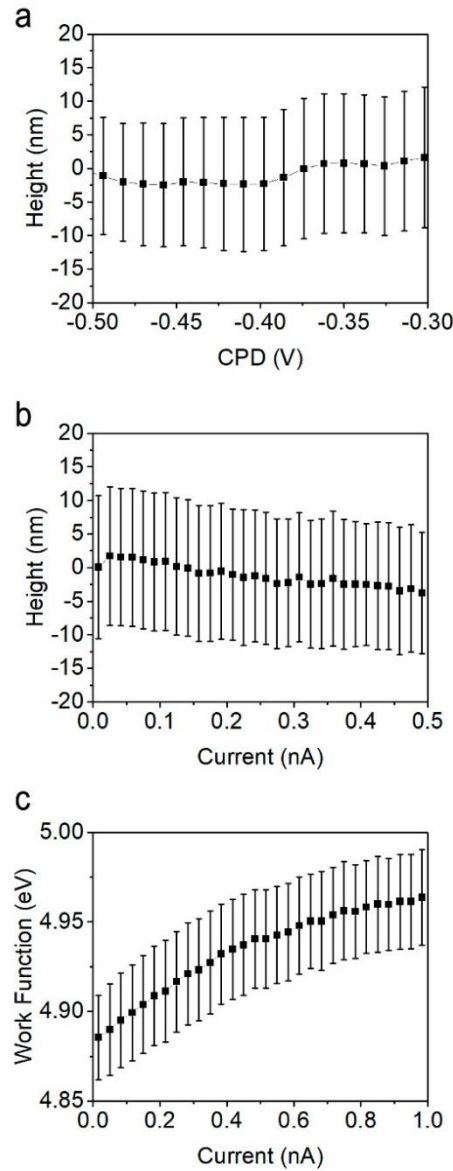 a
20
15
10
5
0
-5
-10
-15
-20
Height (nm)
-0.50 -0.45 -0.40 -0.35 -0.30
CPD (V)
b
20
15
10
5
0
-5
-10
-15
-20
Height (nm)
0.0 0.1 0.2 0.3 0.4 0.5
Current (nA)
c
5.00
4.95
4.90
4.85
Work Function (eV)
0.0 0.2 0.4 0.6 0.8 1.0
Current (nA)